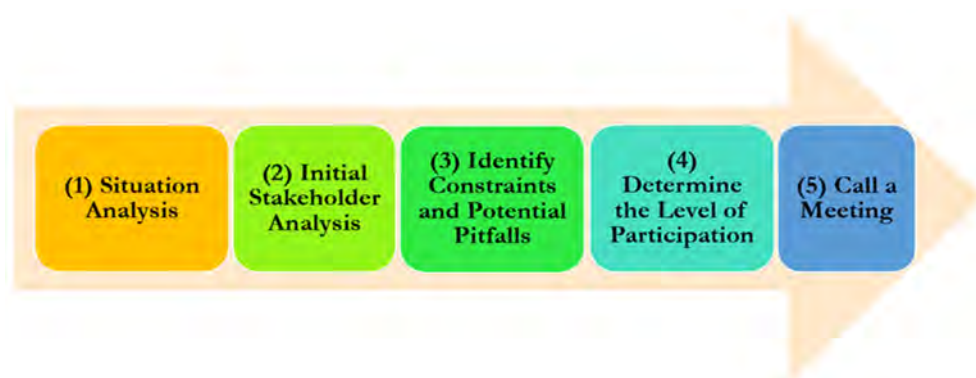 (1) Situation
Analysis
(2) Initial
Stakeholder
Analysis
(3) Identify
Constraints
and Potential
Pitfalls
(4)
Determine
the Level of
Participation
(5) Call a
Meeting